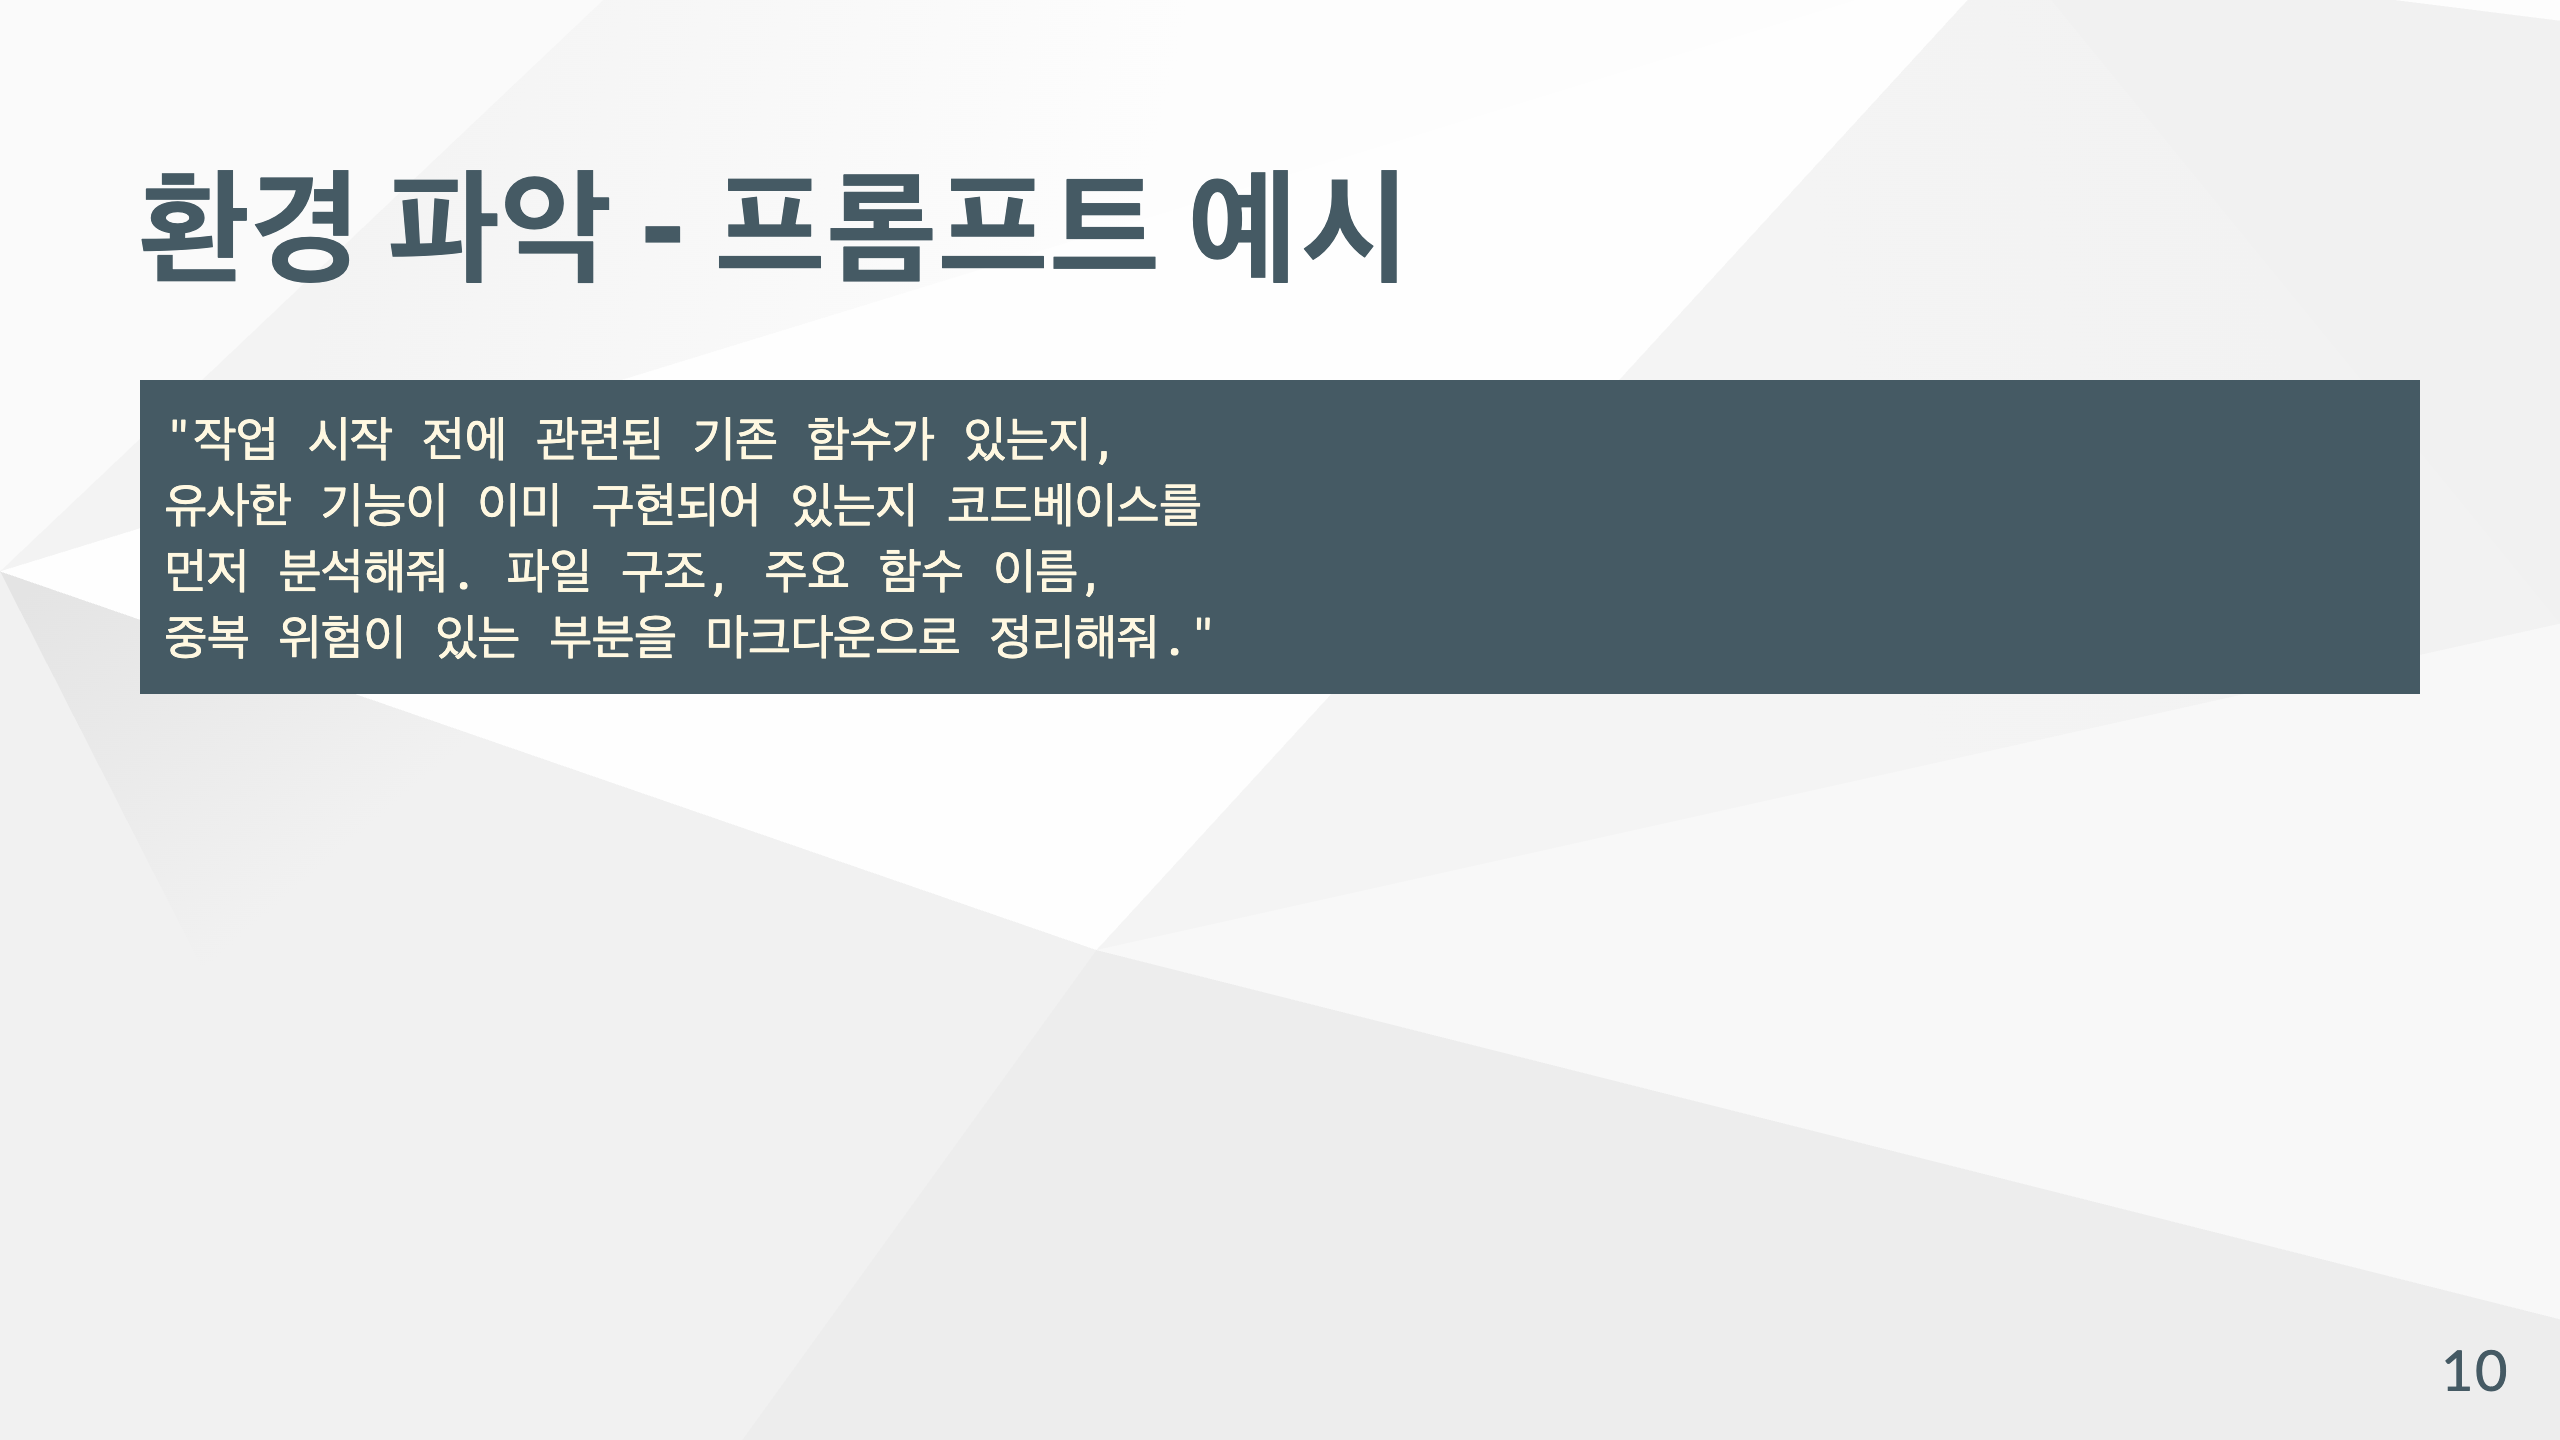 환경 파악 - 프롬프트 예시
"작업 시작 전에 관련된 기존 함수가 있는지,
유사한 기능이 이미 구현되어 있는지 코드베이스를
먼저 분석해줘. 파일 구조, 주요 함수 이름,
중복 위험이 있는 부분을 마크다운으로 정리해줘."
10